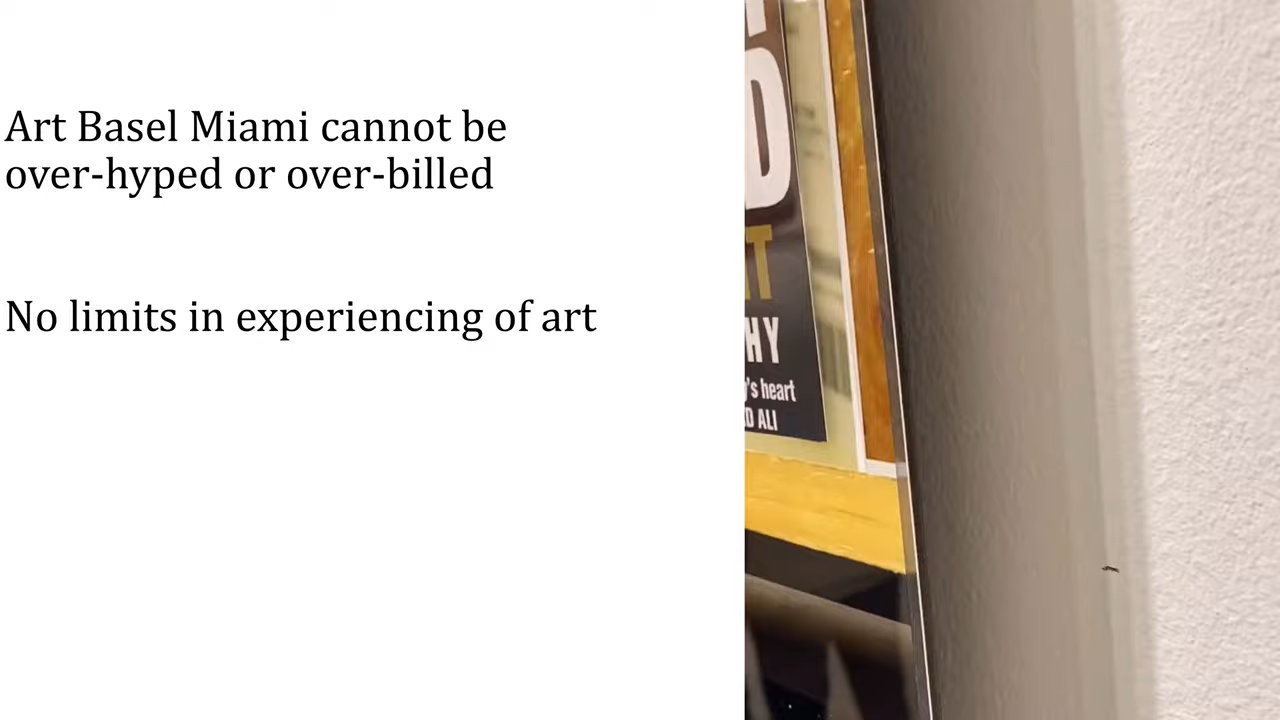 Art Basel Miami cannot be
over-hyped or over-billed
No limits in experiencing of art
D
IT
HY
y's heart
D ALI